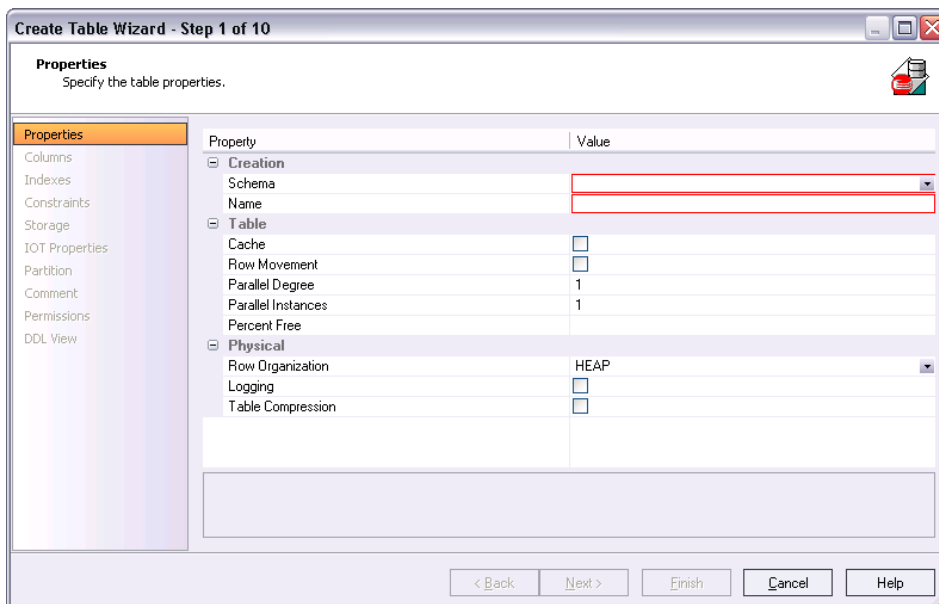 Create Table Wizard - Step 1 of 10
Properties
Specify the table properties.
Properties
Columns
Indexes
Constraints
Storage
IOT Properties
Partition
Comment
Permissions
DDL View
Property Value
Creation
Schema
Name
Table
Cache
Row Movement
Parallel Degree 1
Parallel Instances 1
Percent Free
Physical
Row Organization HEAP
Logging
Table Compression
< Back Next > Finish Cancel Help